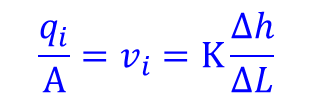 q_i/A = v_i = K Δh/ΔL